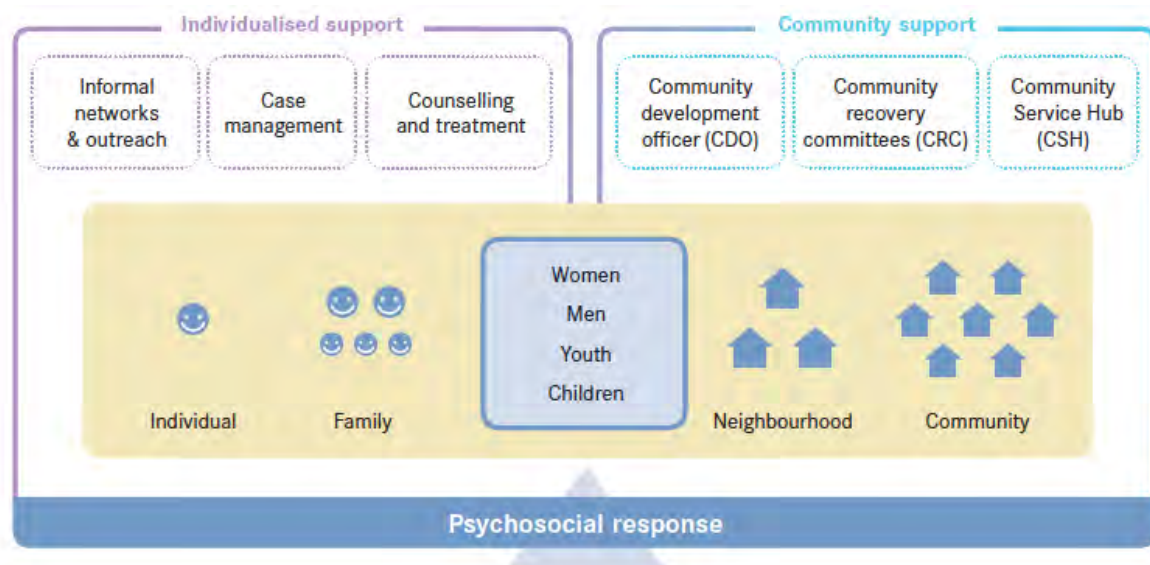 Individualised support
Community support
Informal
networks
& outreach
Case
management
Counselling
and treatment
Community
development
officer (CDO)
Community
recovery
committees (CRC)
Community
Service Hub
(CSH)
Women
Men
Youth
Children
Individual
Family
Neighbourhood
Community
Psychosocial response